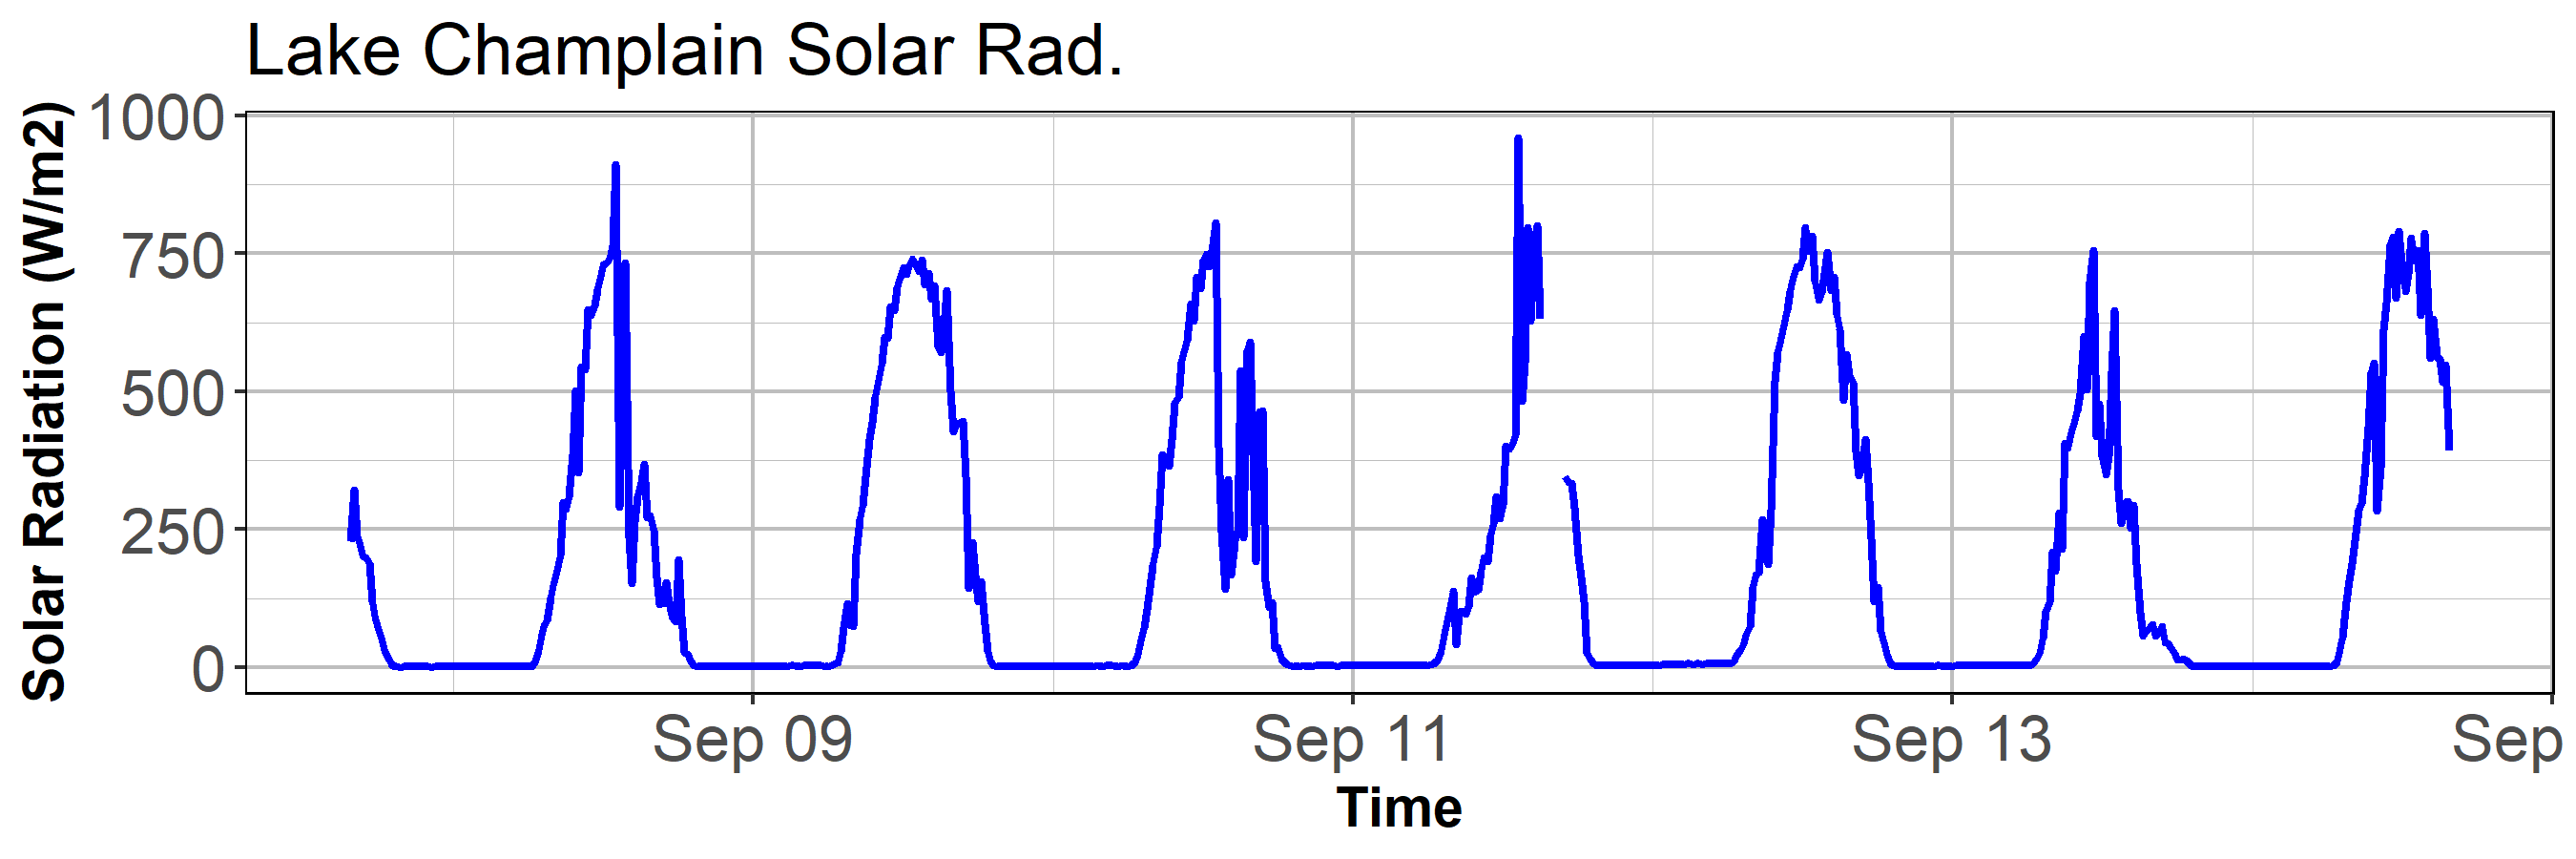 Lake Champlain Solar Rad.
Solar Radiation (W/m2)
1000
750
500
250
0
Sep 09 Sep 11 Sep 13 Sep
Time